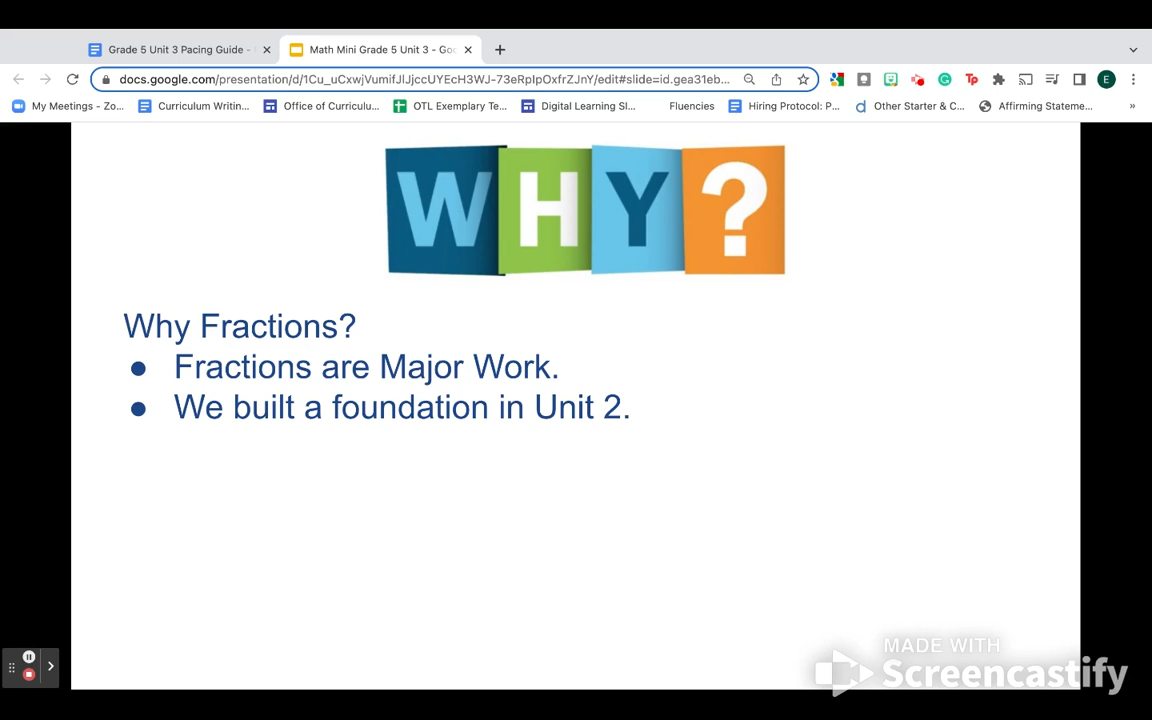 Grade 5 Unit 3 Pacing Guide -
Math Mini Grade 5 Unit 3 - Goo
docs.google.com/presentation/d/1Cu_uCxwjVumifJlJjccUYEcH3WJ-73eRpIpOxfrZJnY/edit#slide=id.gea31eb...
E
My Meetings - Zo... Curriculum Writin... Office of Curriculu... OTL Exemplary Te... Digital Learning Sl... Fluencies Hiring Protocol: P... Other Starter & C... Affirming Stateme... »
WHY?
Why Fractions?
● Fractions are Major Work.
● We built a foundation in Unit 2.
MADE WITH
Screencastify